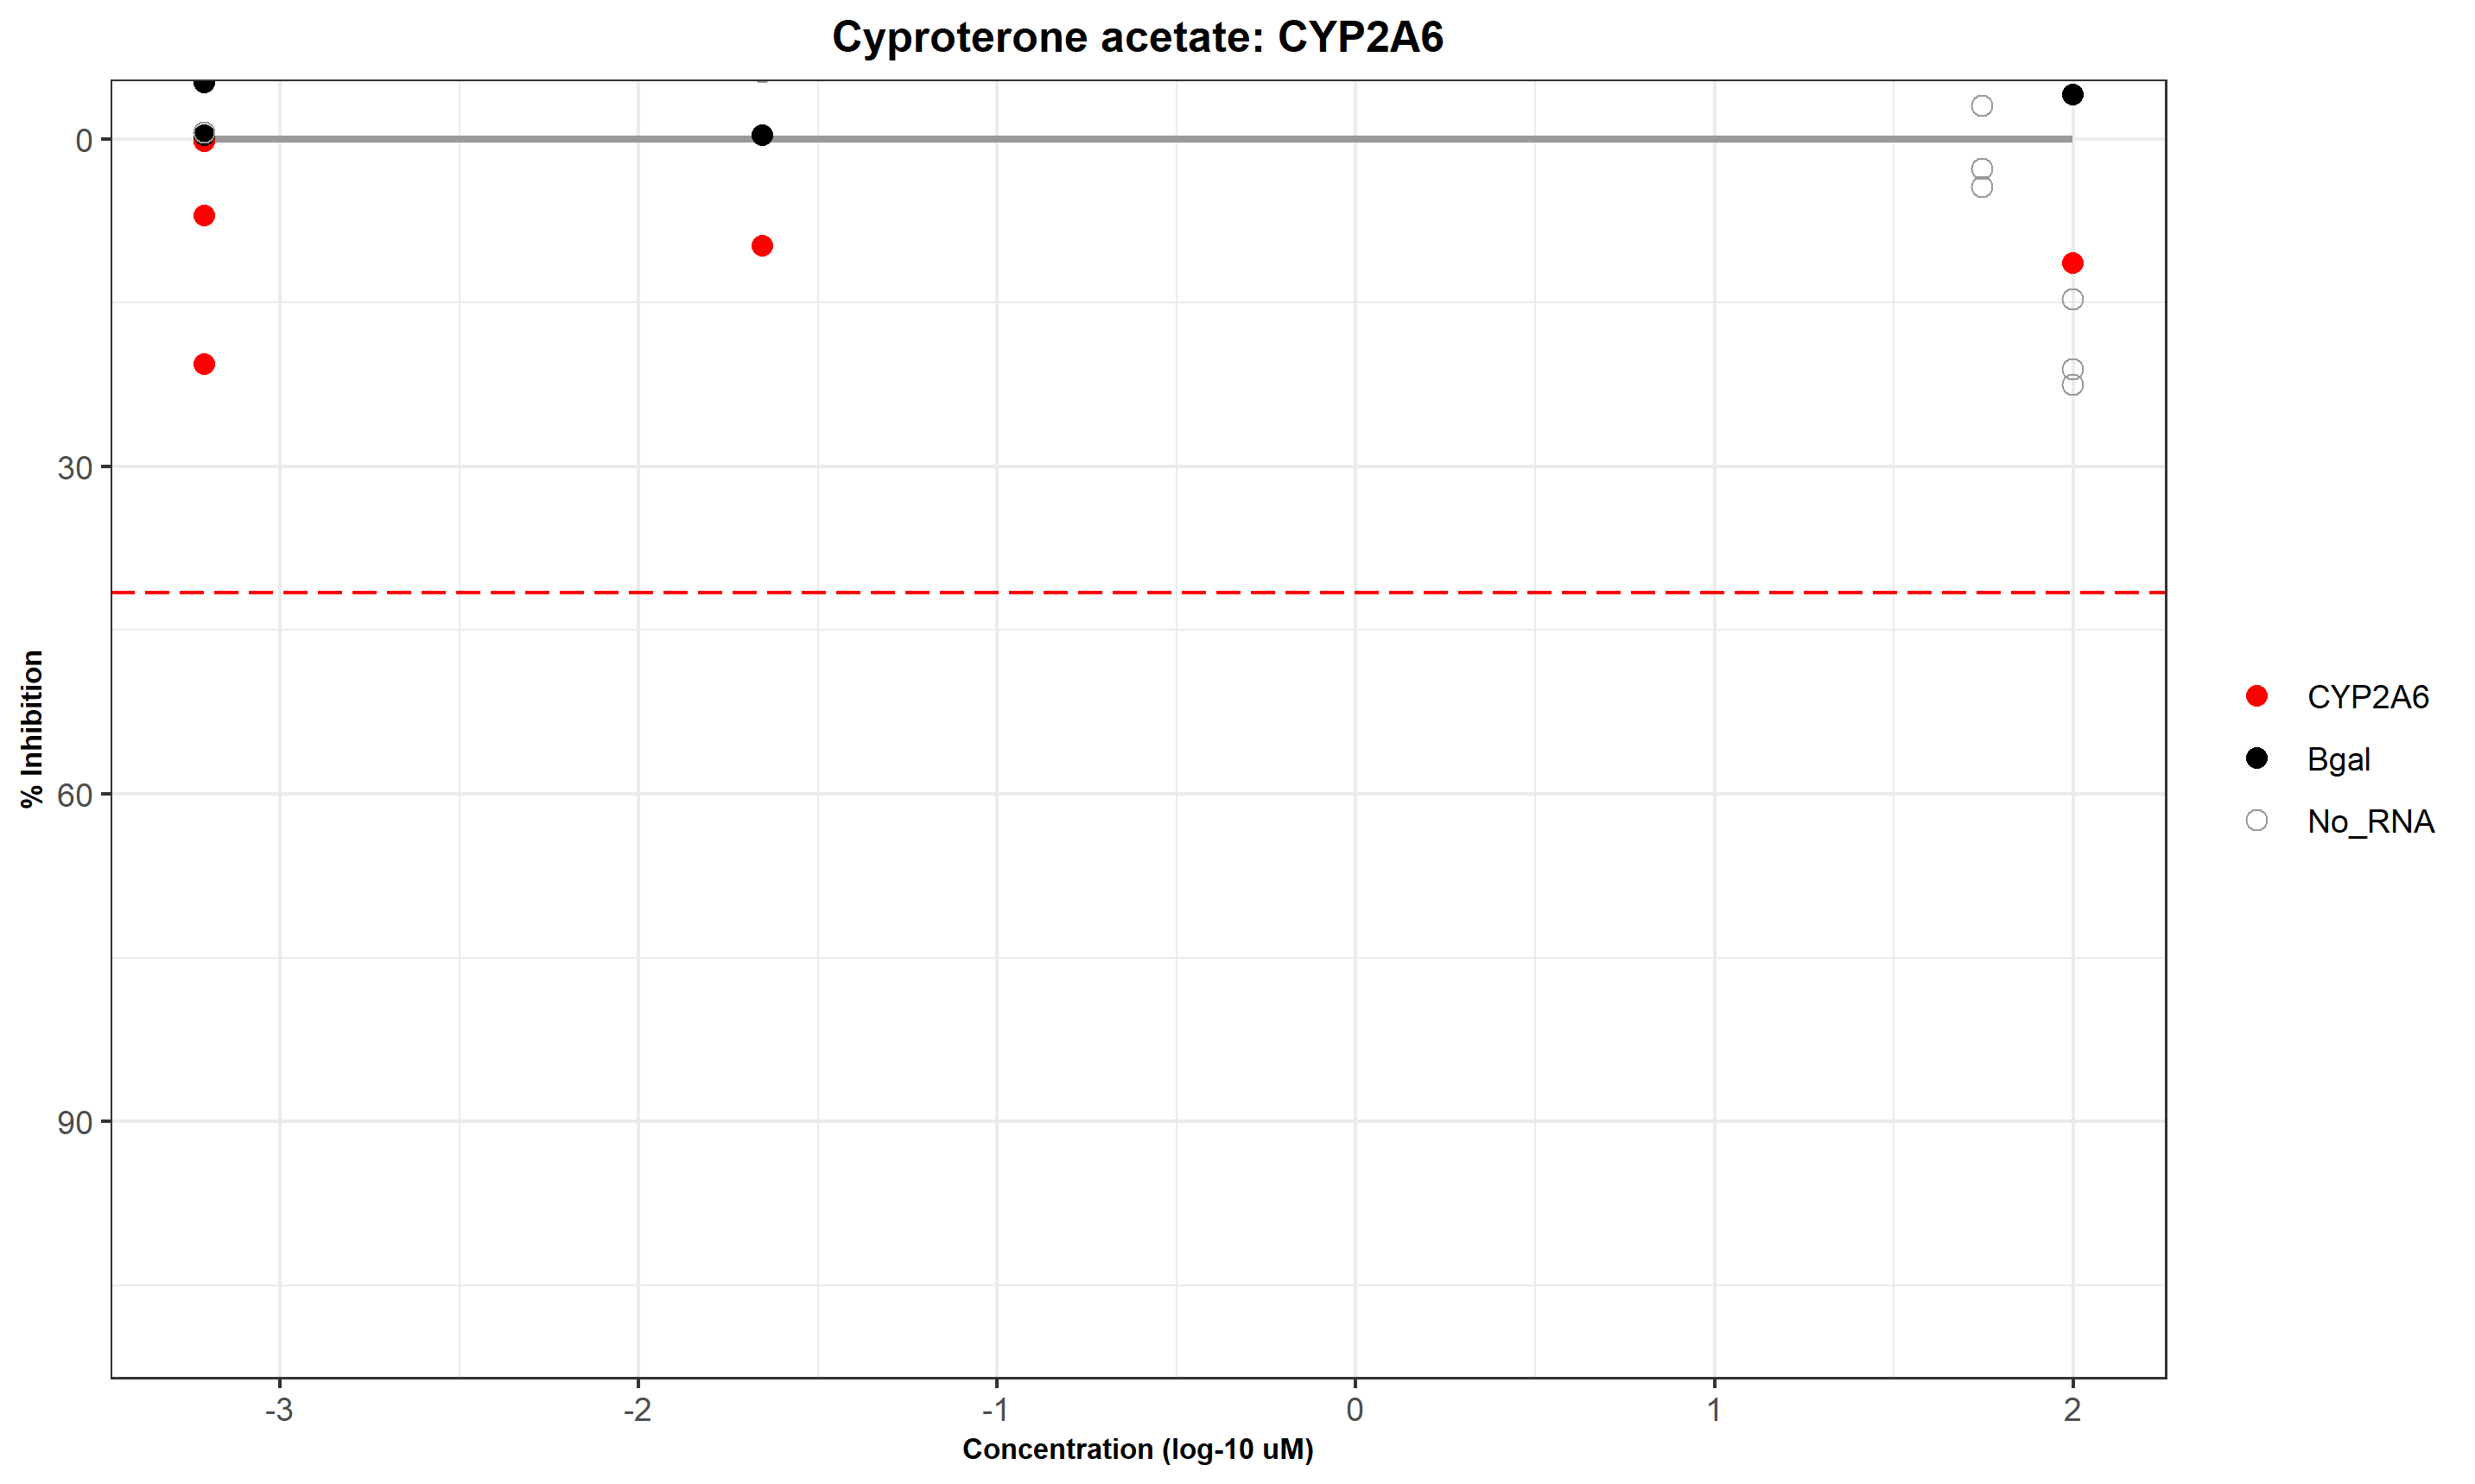 Cyproterone acetate: CYP2A6
0
30
60
90
% Inhibition
-3
-2
-1
0
1
2
Concentration (log-10 uM)
CYP2A6
Bgal
No_RNA